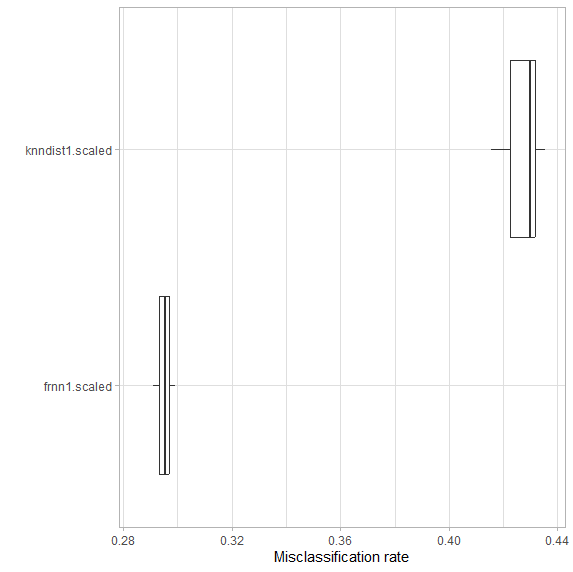 knndist1.scaled
frnn1.scaled
0.28 0.32 0.36 0.40 0.44
Misclassification rate